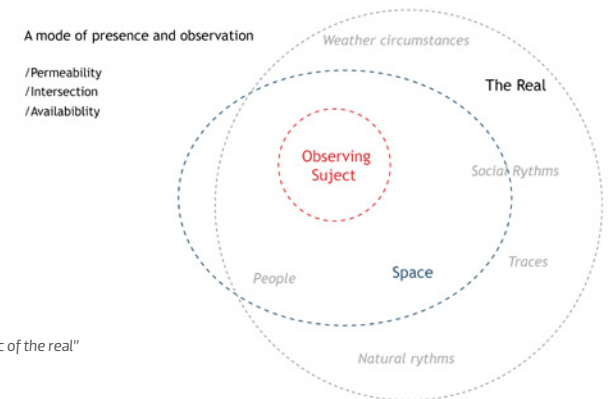 A mode of presence and observation
/Permeability
/Intersection
/Availiablity
Weather circumstances
The Real
Observing
Suject
Social Rythms
Traces
People
Space
Natural rythms
c of the real"